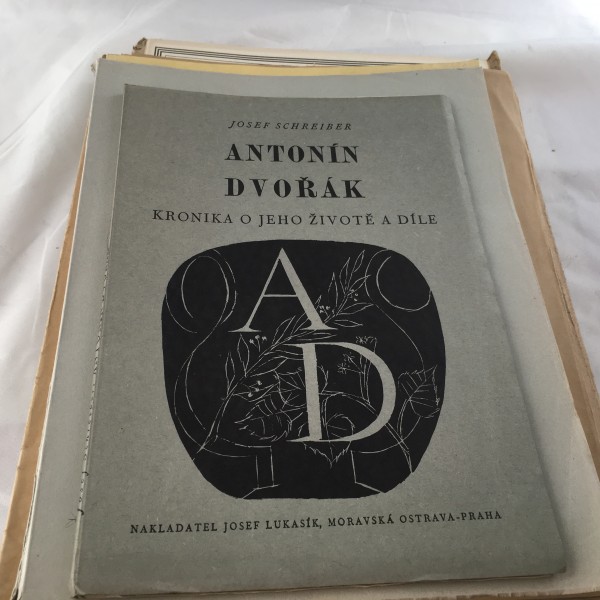 JOSEF SCHREIBER
ANTONÍN
DVOŘÁK
KRONIKA O JEHO ŽIVOTĚ A DÍLE
A
D
NAKLADATEL JOSEF LUKASÍK, MORAVSKÁ OSTRAVA-PRAHA